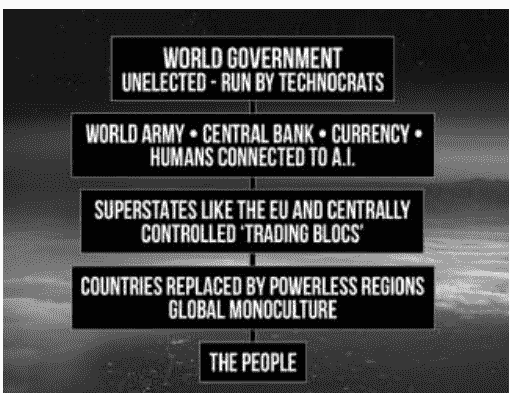 WORLD GOVERNMENT
UNELECTED - RUN BY TECHNOCRATS
WORLD ARMY • CENTRAL BANK • CURRENCY •
HUMANS CONNECTED TO A.I.
SUPERSTATES LIKE THE EU AND CENTRALLY
CONTROLLED 'TRADING BLOCS'
COUNTRIES REPLACED BY POWERLESS REGIONS
GLOBAL MONOCULTURE
THE PEOPLE